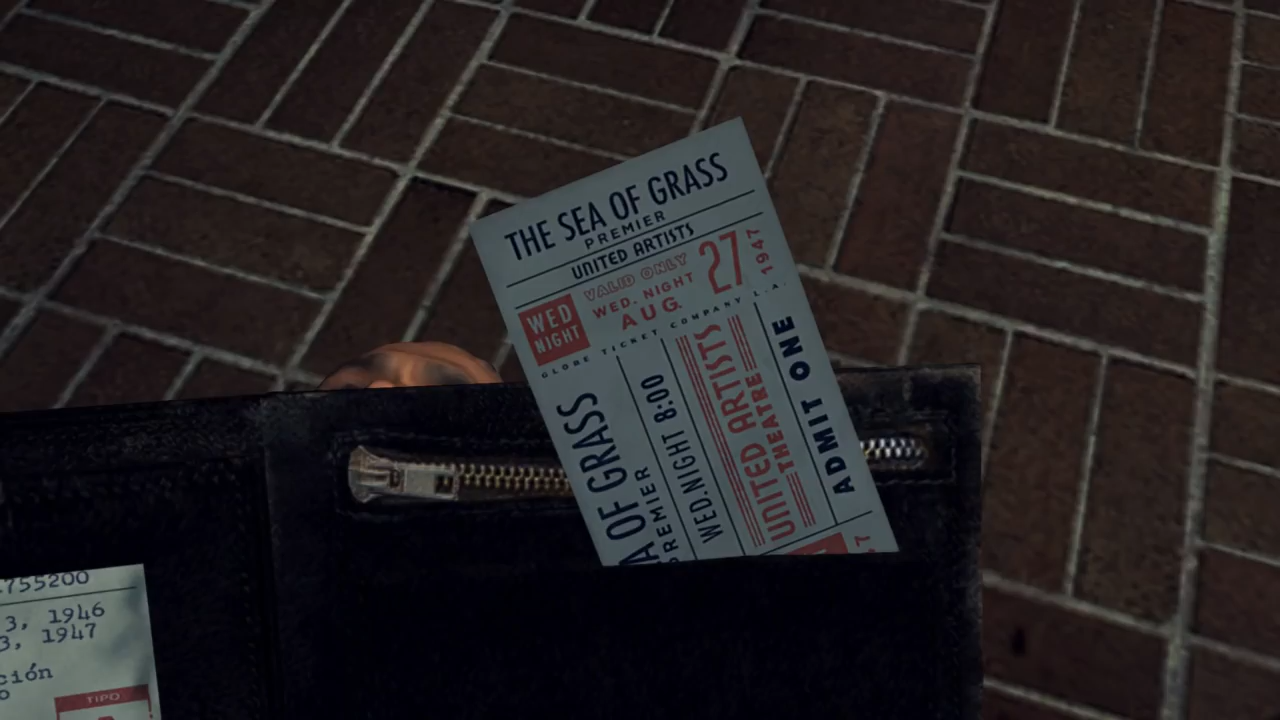 THE SEA OF GRASS
PREMIER
UNITED ARTISTS
WED NIGHT
VALID ONLY
WED. NIGHT
AUG.
27
1947
GLOBE TICKET COMPANY L.A.
OF GRASS
PREMIER
WED. NIGHT 8:00
UNITED ARTISTS
THEATRE
ADMIT ONE
755200
3, 1946
3, 1947
ción
TIPO